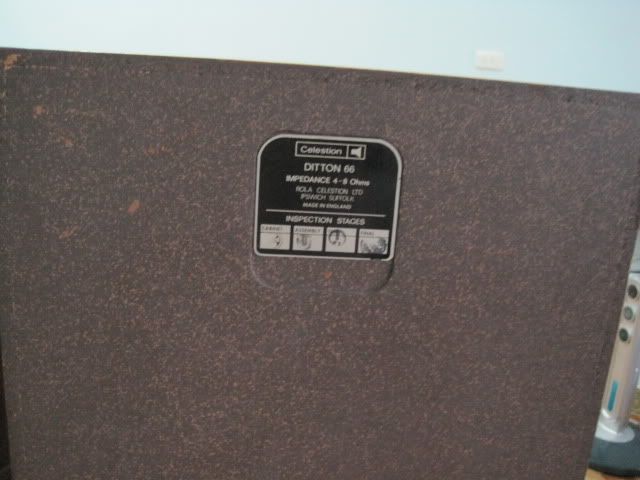 Celestion
DITTON 66
IMPEDANCE 4-8 Ohms
ROLA CELESTION LTD
IPSWICH SUFFOLK
MADE IN ENGLAND
INSPECTION STAGES
CABINET ASSEMBLY FINAL